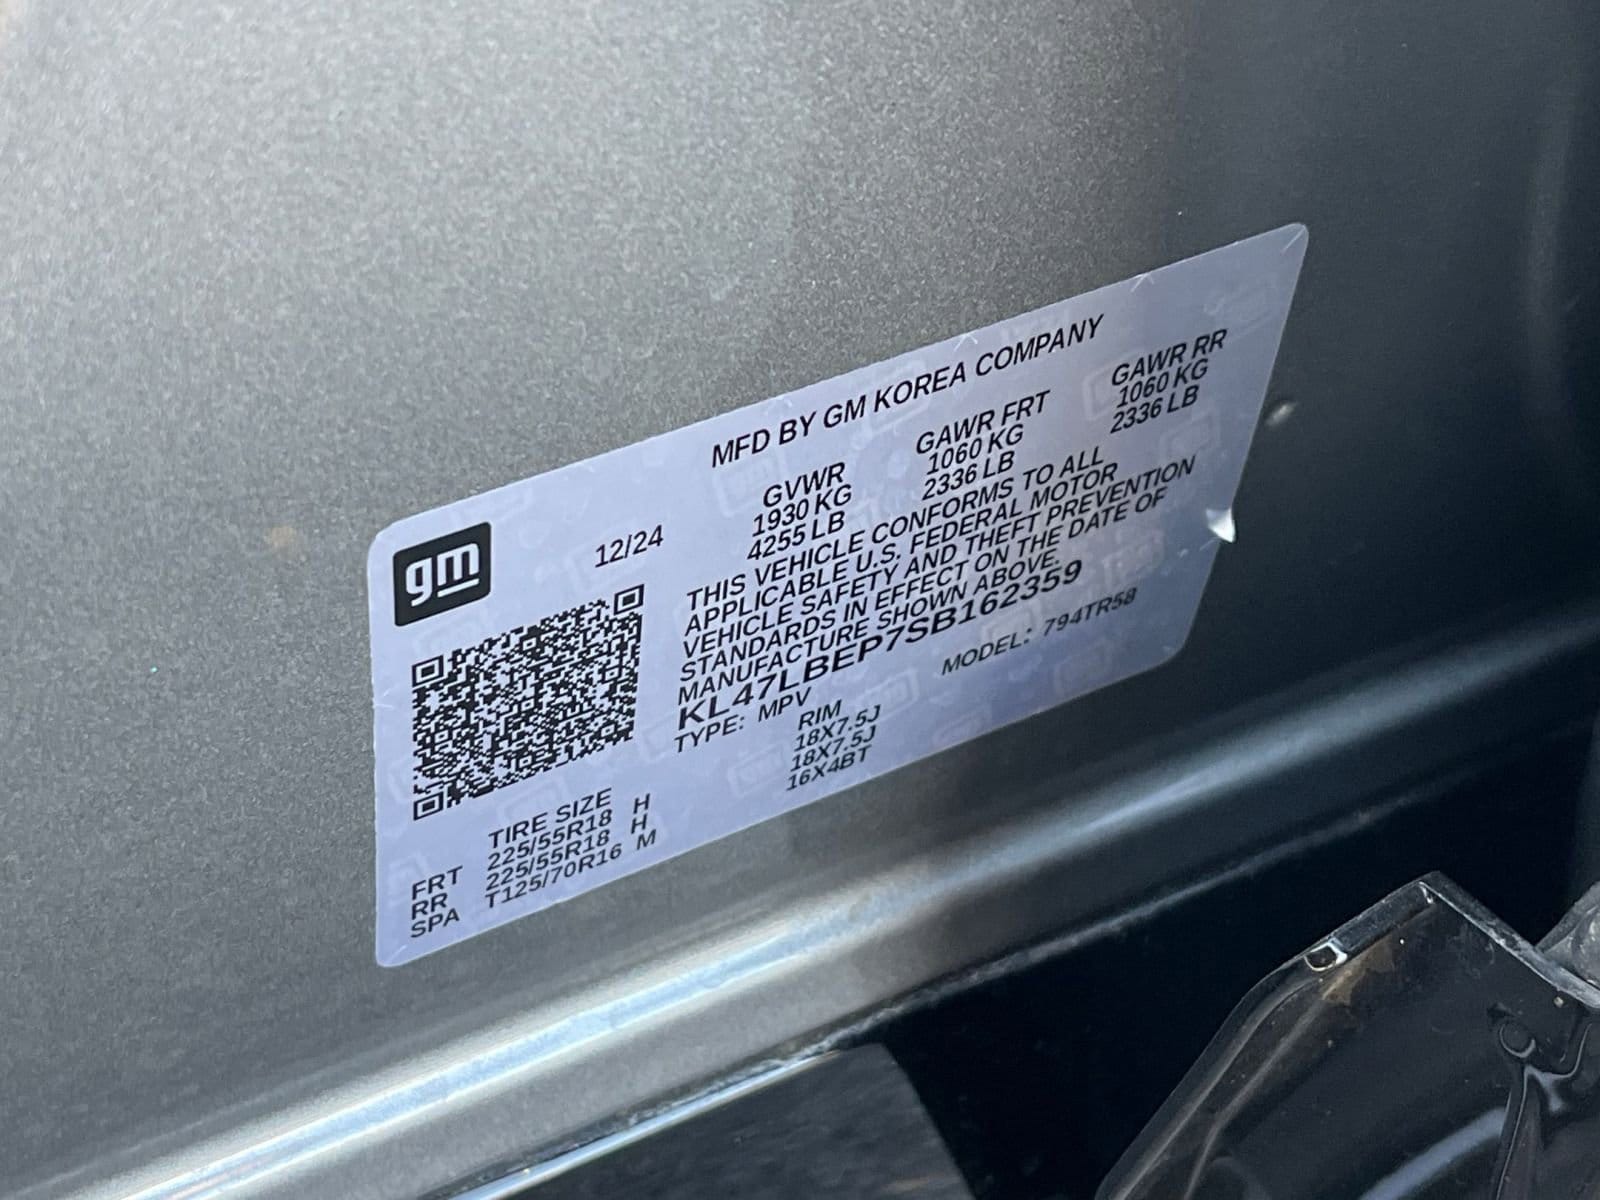 gm
12/24
MFD BY GM KOREA COMPANY
GVWR GAWR FRT GAWR RR
1930 KG 1060 KG 1060 KG
4255 LB 2336 LB 2336 LB
THIS VEHICLE CONFORMS TO ALL
APPLICABLE U.S. FEDERAL MOTOR
VEHICLE SAFETY AND THEFT PREVENTION
STANDARDS IN EFFECT ON THE DATE OF
MANUFACTURE SHOWN ABOVE.
KL47LBEP7SB162359
TYPE: MPV MODEL: 794TR58
TIRE SIZE RIM
FRT 225/55R18 H 18X7.5J
RR 225/55R18 H 18X7.5J
SPA T125/70R16 M 16X4BT